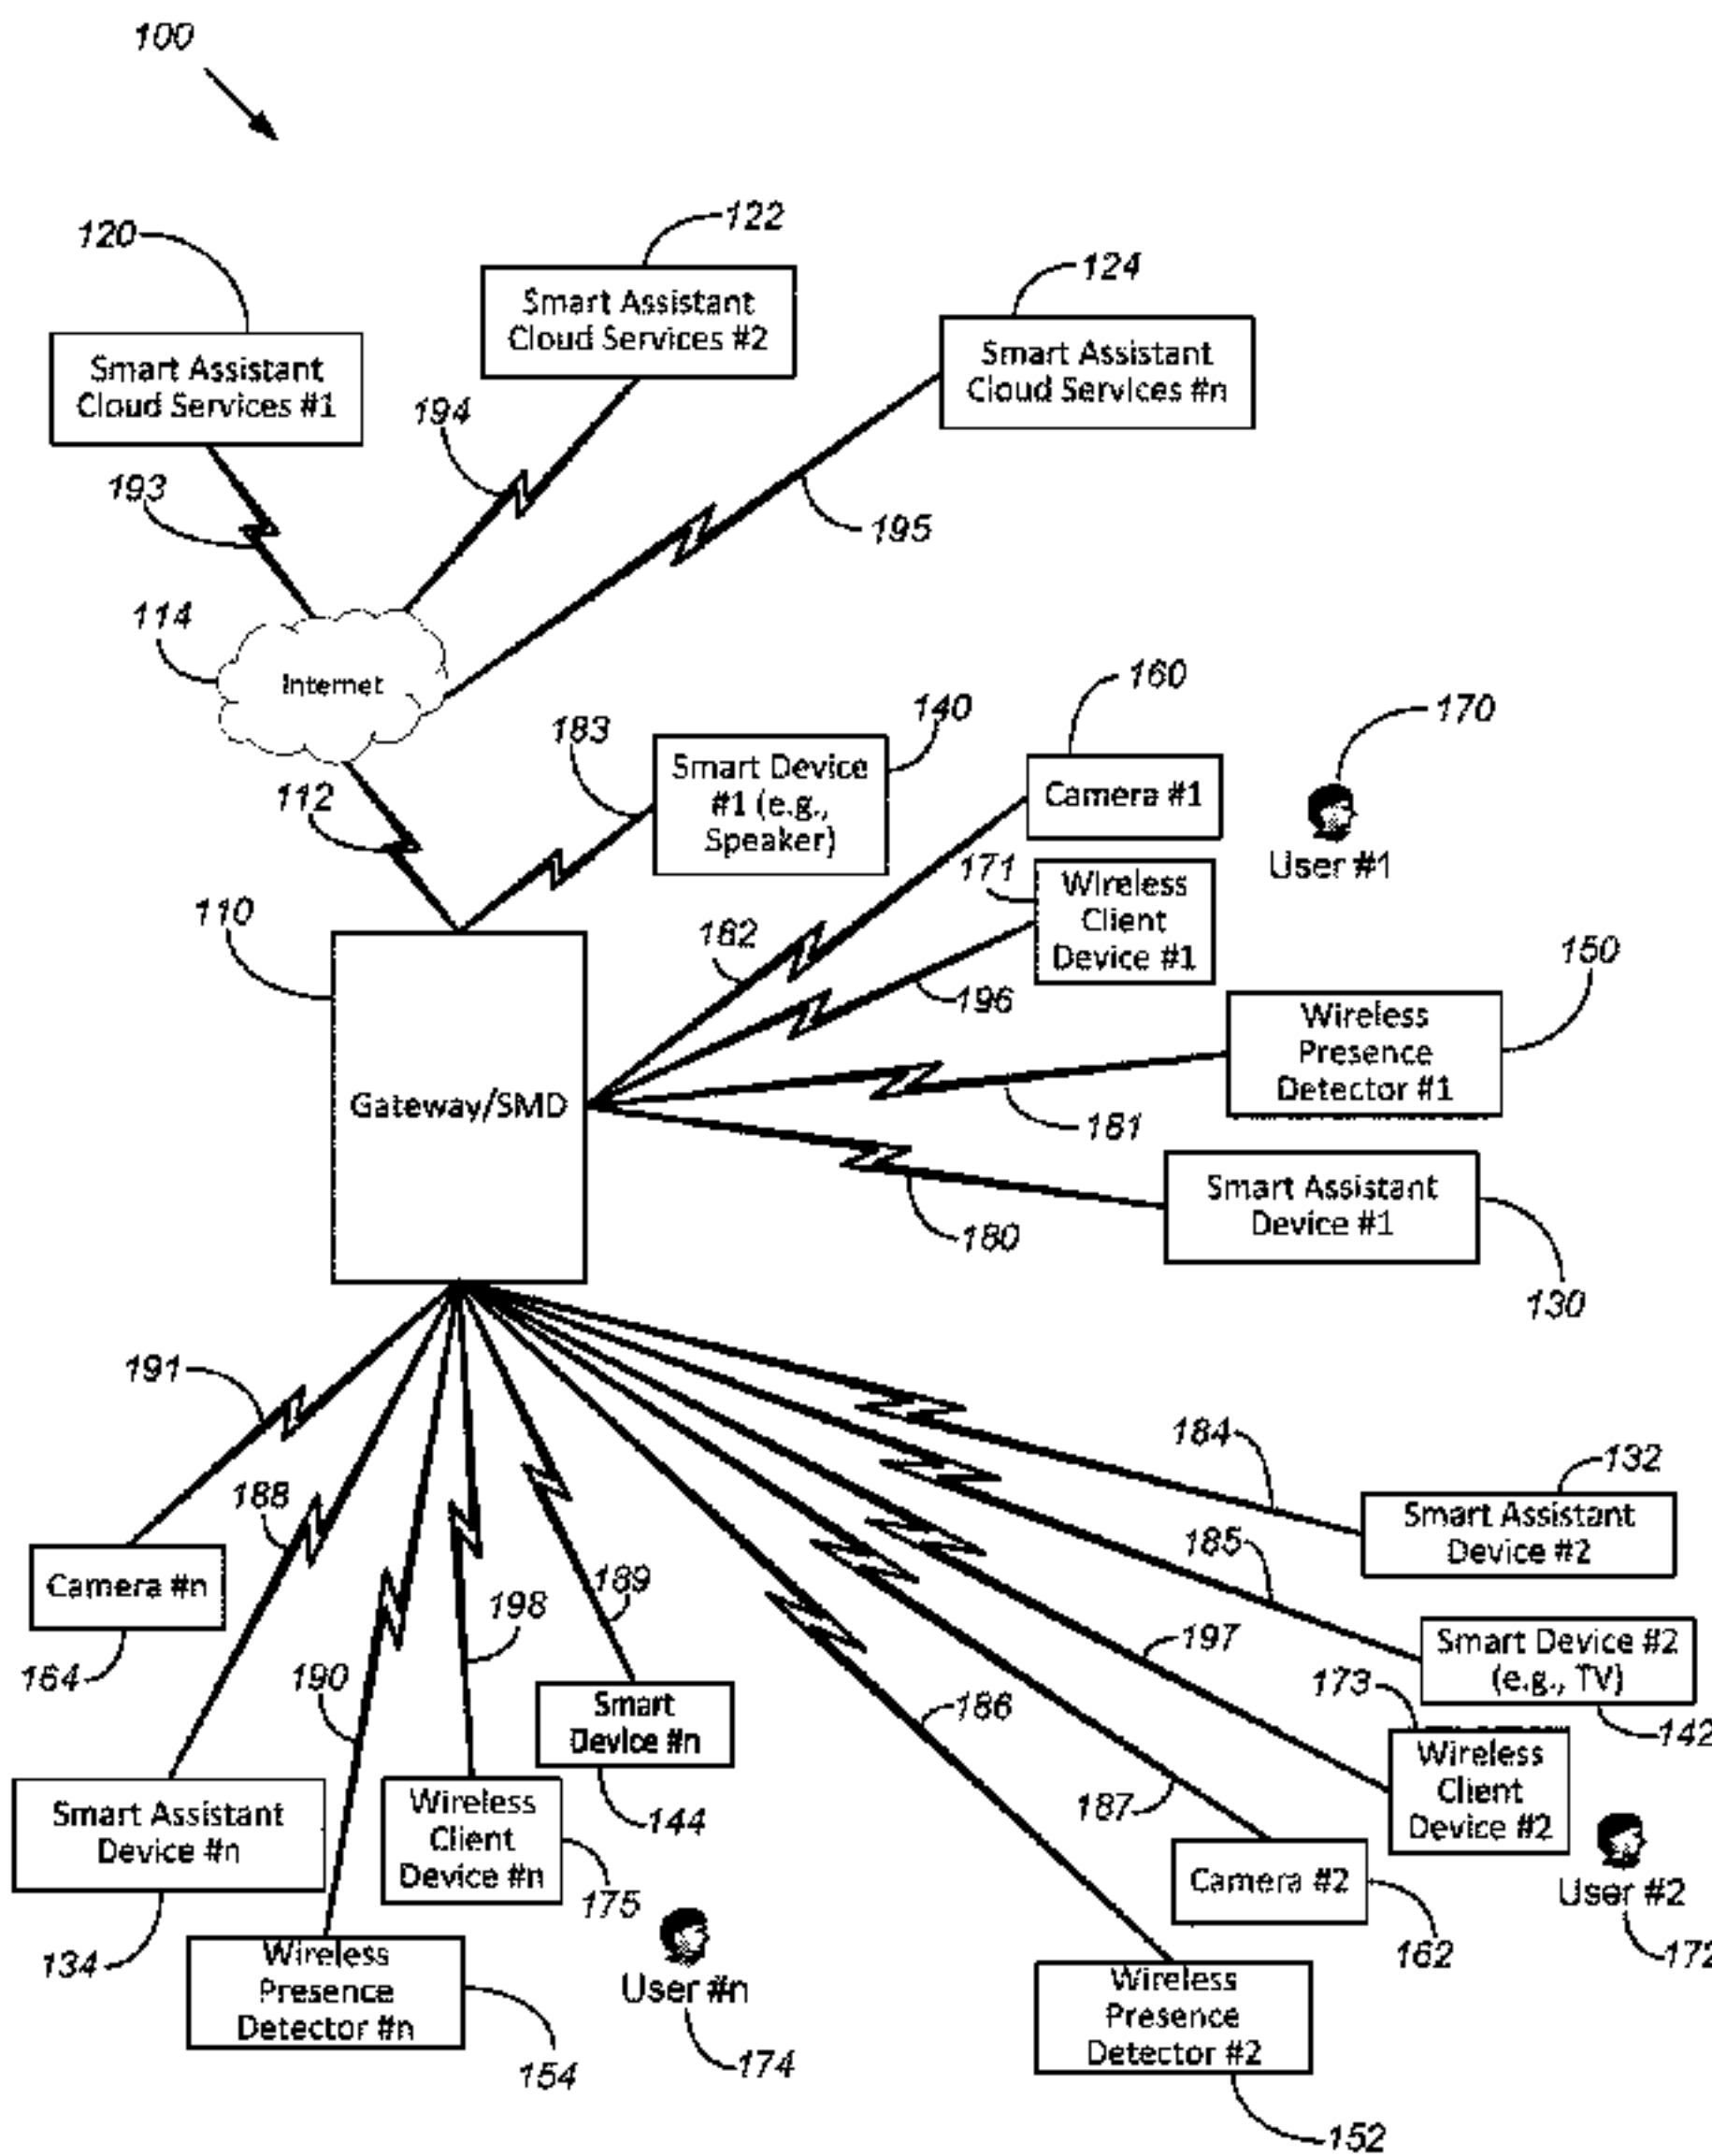 100
120
122
124
Smart Assistant
Cloud Services #1
Smart Assistant
Cloud Services #2
Smart Assistant
Cloud Services #n
193
194
195
114
Internet
112
183
140
Smart Device
#1 (e.g.,
Speaker)
160
Camera #1
170
User #1
171
Wireless
Client
Device #1
182
196
110
Gateway/SMD
150
Wireless
Presence
Detector #1
181
Smart Assistant
Device #1
180
130
191
188
Camera #n
164
190
198
189
184
132
Smart Assistant
Device #2
185
Smart Device #2
(e.g., TV)
142
197
173
Wireless
Client
Device #2
186
187
Smart
Device #n
144
Smart Assistant
Device #n
134
Wireless
Client
Device #n
175
Wireless
Presence
Detector #n
154
User #n
174
Camera #2
162
User #2
172
Wireless
Presence
Detector #2
152